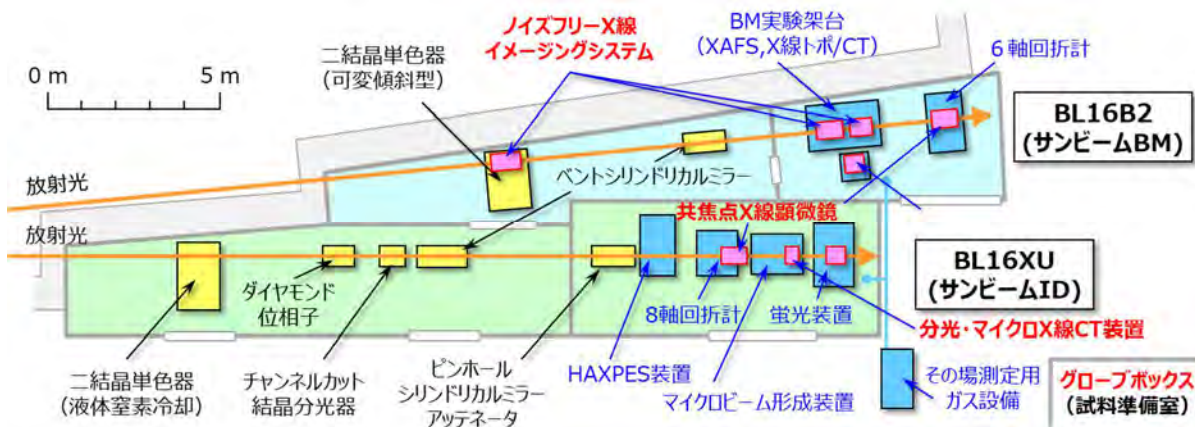 0 m
5 m
二結晶単色器
(可変傾斜型)
ノイズフリーX線
イメージングシステム
BM実験架台
(XAFS,X線トポ/CT)
6軸回折計
BL16B2
(サンビームBM)
放射光
ベントシリンドリカルミラー
放射光
共焦点X線顕微鏡
BL16XU
(サンビームID)
ダイヤモンド
位相子
8軸回折計
蛍光装置
分光・マイクロX線CT装置
二結晶単色器
(液体窒素冷却)
チャンネルカット
結晶分光器
ピンホール
シリンドリカルミラー
アッテネータ
HAXPES装置
マイクロビーム形成装置
その場測定用
ガス設備
グローブボックス
(試料準備室)